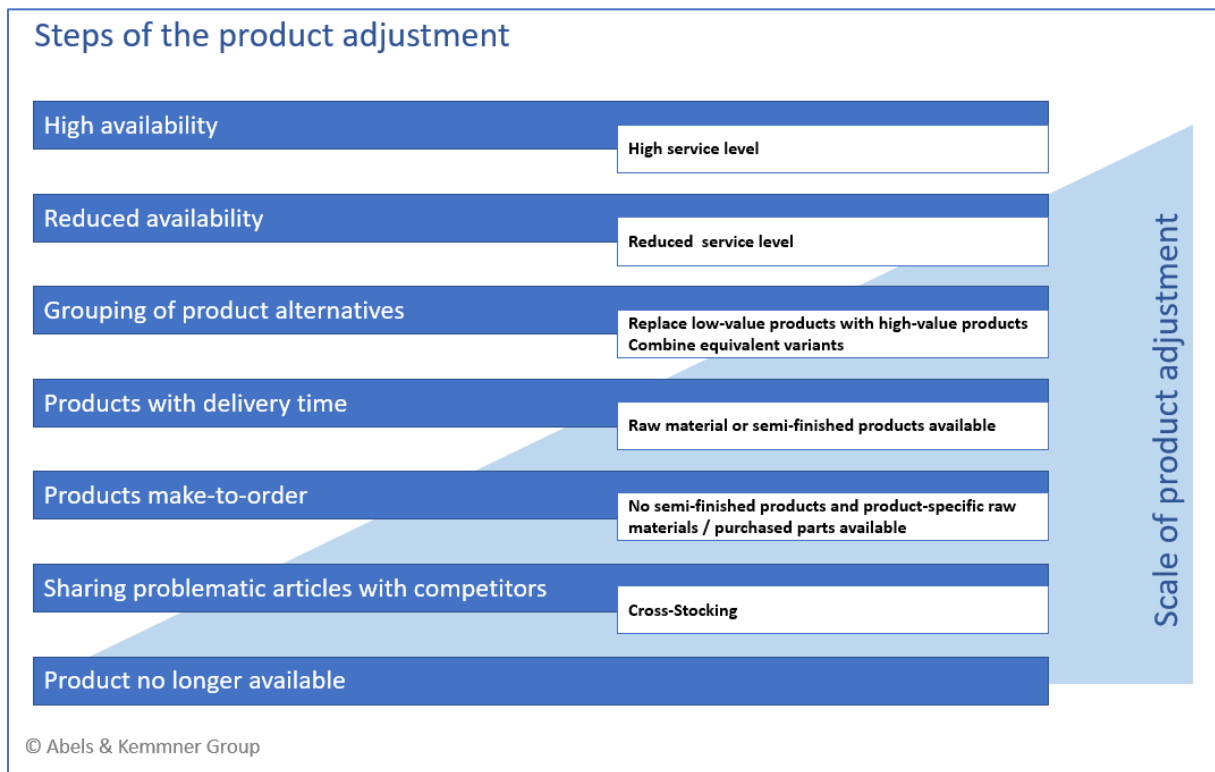 Steps of the product adjustment
High availability
High service level
Reduced availability
Reduced  service level
Grouping of product alternatives
Replace low-value products with high-value products
Combine equivalent variants
Products with delivery time
Raw material or semi-finished products available
Products make-to-order
No semi-finished products and product-specific raw
materials / purchased parts available
Sharing problematic articles with competitors
Cross-Stocking
Product no longer available
Scale of product adjustment
© Abels & Kemmner Group